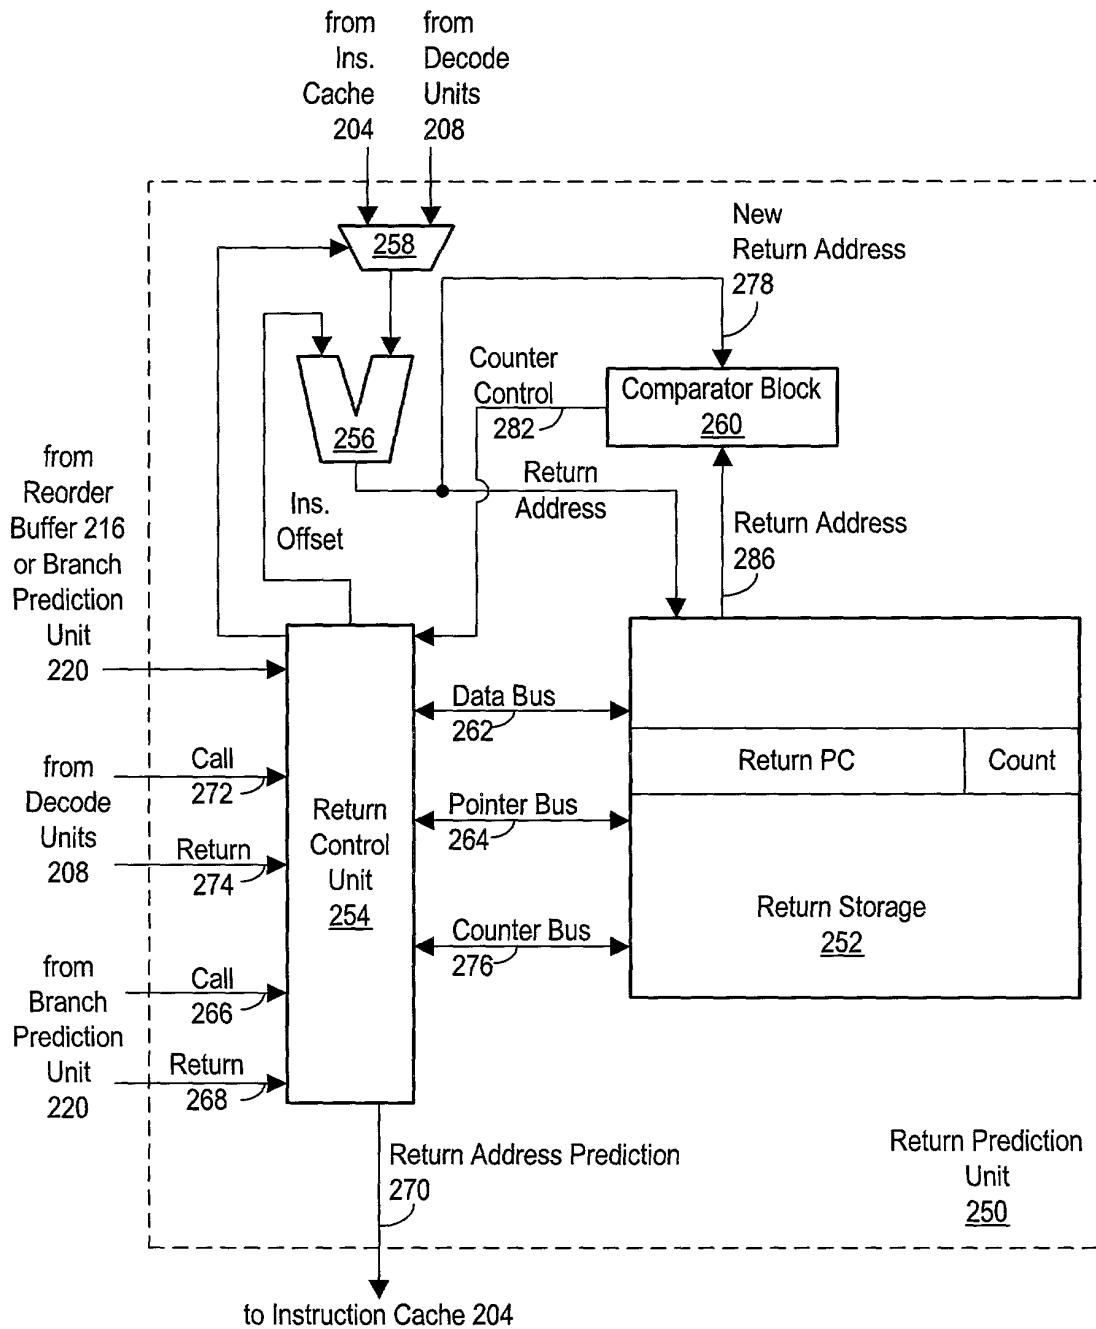 from
Ins.
Cache
204
from
Decode
Units
208
258
New
Return Address
278
Counter
Control
282
Comparator Block
260
256
Return
Address
Ins.
Offset
Return Address
286
from
Reorder
Buffer 216
or Branch
Prediction
Unit
220
Data Bus
262
Return PC
Count
from
Decode
Units
208
Call
272
Return
274
Pointer Bus
264
Return
Control
Unit
254
Return Storage
252
Counter Bus
276
from
Branch
Prediction
Unit
220
Call
266
Return
268
Return Address Prediction
270
Return Prediction
Unit
250
to Instruction Cache 204